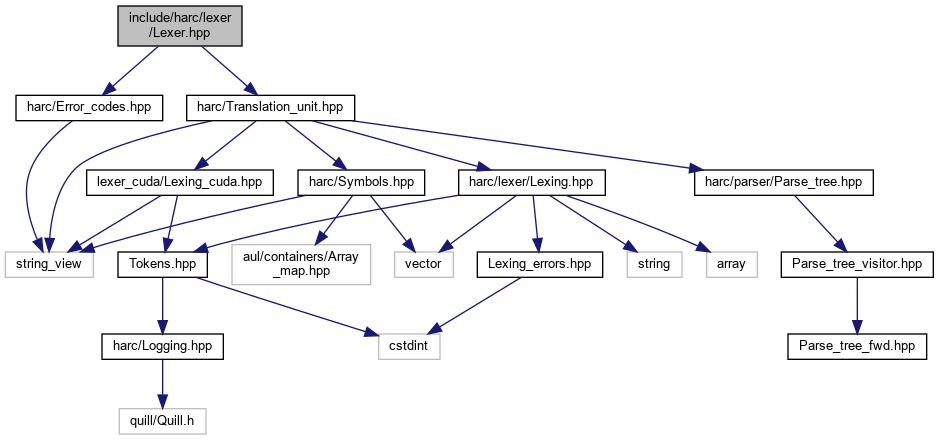 include/harc/lexer
/Lexer.hpp
harc/Error_codes.hpp
harc/Translation_unit.hpp
lexer_cuda/Lexing_cuda.hpp
harc/Symbols.hpp
harc/lexer/Lexing.hpp
harc/parser/Parse_tree.hpp
string_view
Tokens.hpp
aul/containers/Array
_map.hpp
vector
Lexing_errors.hpp
string
array
Parse_tree_visitor.hpp
harc/Logging.hpp
cstdint
Parse_tree_fwd.hpp
quill/Quill.h